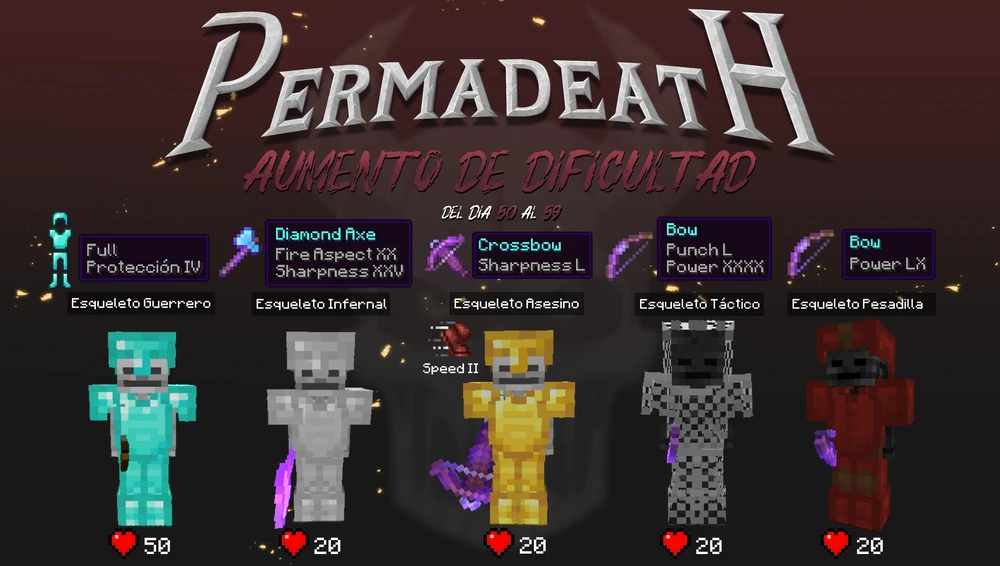 PERMADEATH
AUMENTO DE DIFICULTAD
DEL DÍA 50 AL 59
Full
Protección IV
Diamond Axe
Fire Aspect XX
Sharpness XXV
Crossbow
Sharpness L
Bow
Punch L
Power XXXX
Bow
Power LX
Esqueleto Guerrero
Esqueleto Infernal
Esqueleto Asesino
Esqueleto Táctico
Esqueleto Pesadilla
Speed II
50
20
20
20
20